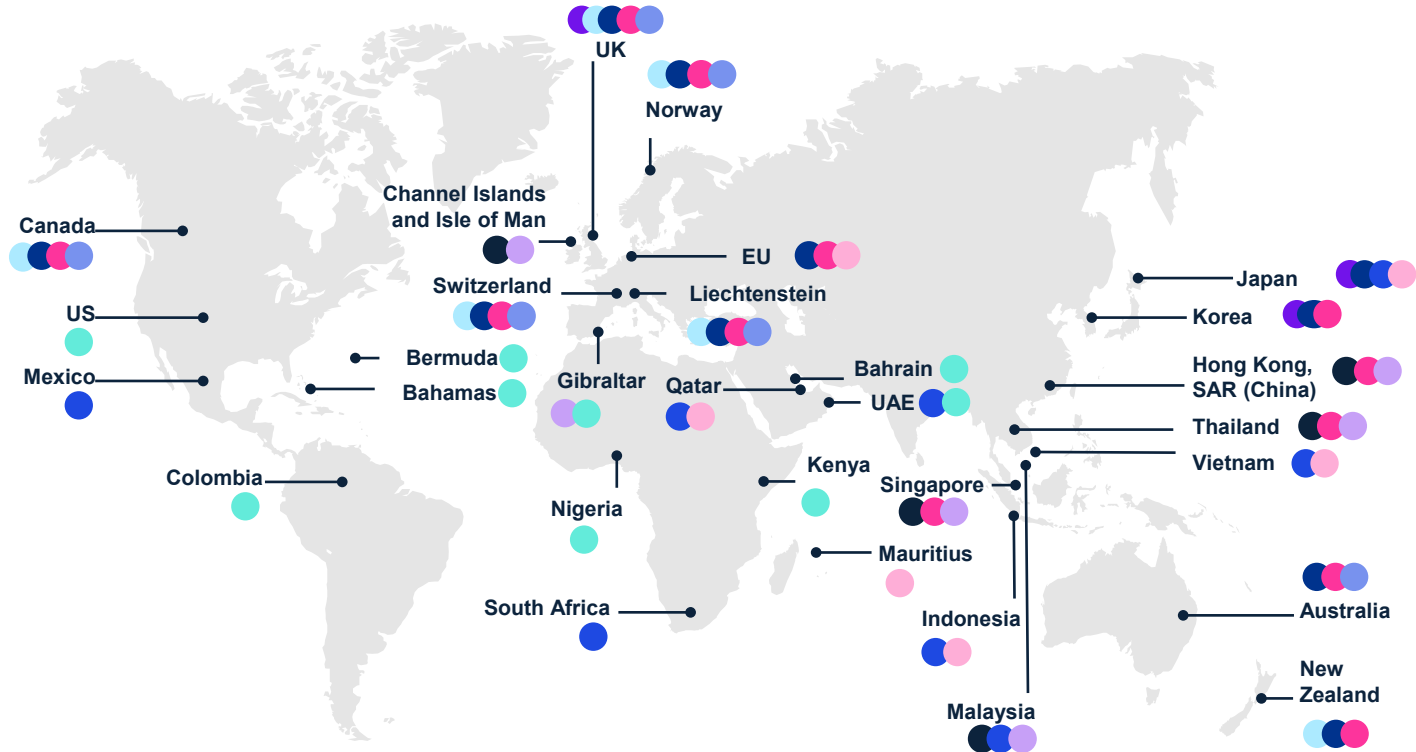 UK
Norway
Channel Islands
and Isle of Man
Canada
EU
Japan
Switzerland
Liechtenstein
US
Korea
Bermuda
Hong Kong,
SAR (China)
Mexico
Bahamas
Gibraltar
Qatar
Bahrain
UAE
Thailand
Vietnam
Colombia
Kenya
Singapore
Nigeria
Mauritius
South Africa
Indonesia
Australia
New
Zealand
Malaysia